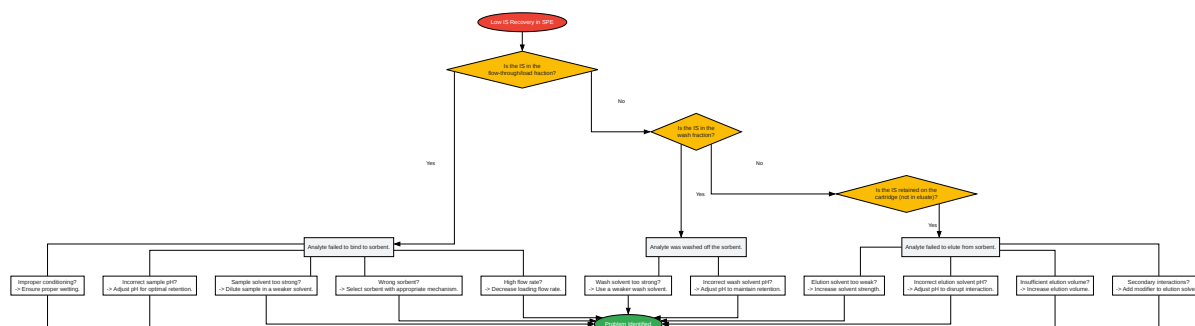 Low IS Recovery in SPE
Is the IS in the
flow-through/load fraction?
No
Is the IS in the
wash fraction?
Yes
No
Is the IS retained on the
cartridge (not in eluate)?
Yes
Yes
Analyte failed to bind to sorbent.
Analyte was washed off the sorbent.
Analyte failed to elute from sorbent.
Improper conditioning?
-> Ensure proper wetting.
Incorrect sample pH?
-> Adjust pH for optimal retention.
Sample solvent too strong?
-> Dilute sample in a weaker solvent.
Wrong sorbent?
-> Select sorbent with appropriate mechanism.
High flow rate?
-> Decrease loading flow rate.
Wash solvent too strong?
-> Use a weaker wash solvent.
Incorrect wash solvent pH?
-> Adjust pH to maintain retention.
Elution solvent too weak?
-> Increase solvent strength.
Incorrect elution solvent pH?
-> Adjust pH to disrupt interaction.
Insufficient elution volume?
-> Increase elution volume.
Secondary interactions?
-> Add modifier to elution
Problem Identified